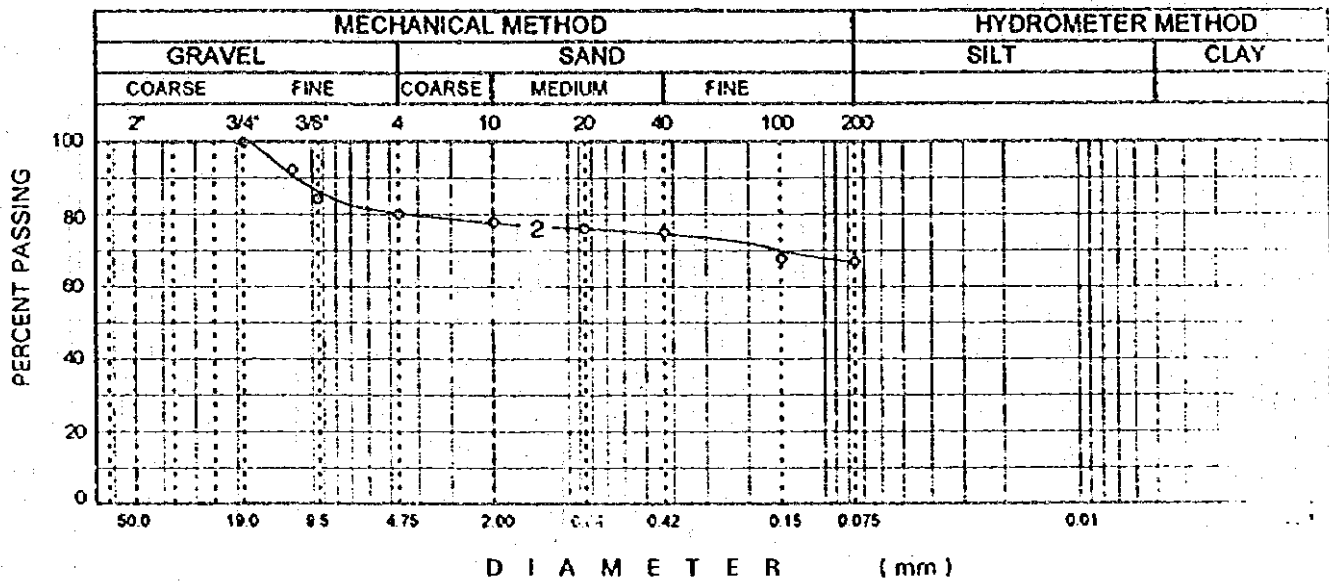 MECHANICAL METHOD HYDROMETER METHOD
GRAVEL SAND SILT CLAY
COARSE FINE COARSE MEDIUM FINE
2" 3/4" 3/8" 4 10 20 40 100 200
100
80
60
40
20
0
2
PERCENT PASSING
50.0 19.0 9.5 4.75 2.00 0.42 0.15 0.075 0.01
DIAMETER (mm)